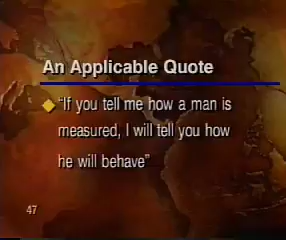 An Applicable Quote
"If you tell me how a man is
measured, I will tell you how
he will behave"
47